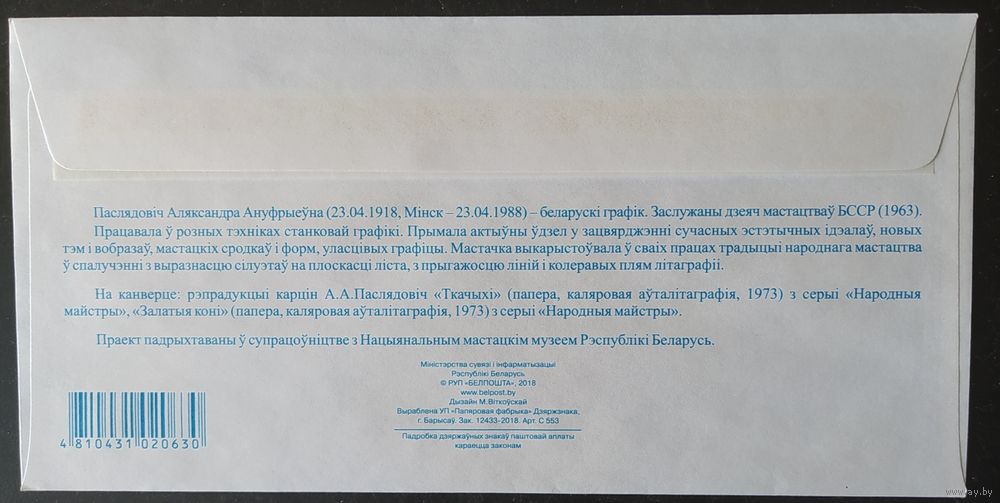 Паслядовіч Аляксандра Ануфрыеўна (23.04.1918, Мінск – 23.04.1988) – беларускі графік. Заслужаны дзеяч мастацтваў БССР (1963).
Працавала ў розных тэхніках станковай графікі. Прымала актыўны ўдзел у зацвярджэнні сучасных эстэтычных ідэалаў, новых
тэм і вобразаў, мастацкіх сродкаў і форм, уласцівых графіцы. Мастачка выкарыстоўвала ў сваіх працах традыцыі народнага мастацтва
ў спалучэнні з выразнасцю сілуэтаў на плоскасці ліста, з прыгажосцю ліній і колеравых плям літаграфіі.
На канверце: рэпрадукцыі карцін А.А.Паслядовіч «Ткачыхі» (папера, каляровая аўталітаграфія, 1973) з серыі «Народныя
майстры», «Залатыя коні» (папера, каляровая аўталітаграфія, 1973) з серыі «Народныя майстры».
Праект падрыхтаваны ў супрацоўніцтве з Нацыянальным мастацкім музеем Рэспублікі Беларусь.
Міністэрства сувязі і інфарматызацыі
Рэспублікі Беларусь
© РУП «БЕЛПОШТА», 2018
www.belpost.by
Дызайн М.Віткоўскай
Выраблена УП «Папяровая фабрыка» Дзяржзнака,
г. Барысаў. Зак. 12433-2018. Арт. С 553
Падробка дзяржаўных знакаў паштовай аплаты
караецца законам
4 810431 020630
www.ay.by